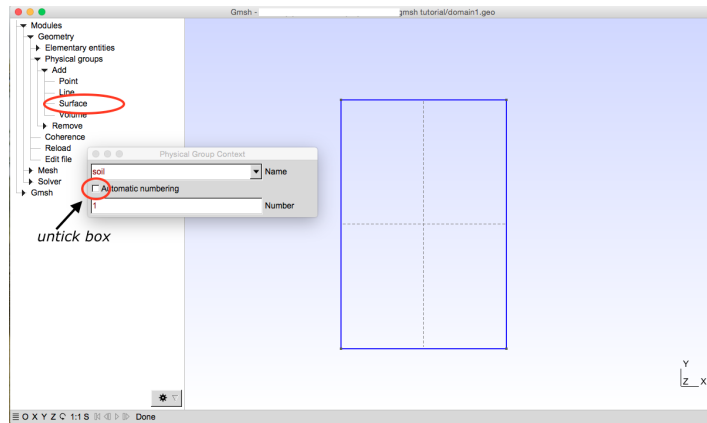 Gmsh - gmsh tutorial/domain1.geo
Modules
Geometry
Elementary entities
Physical groups
Add
Point
Line
Surface
Volume
Remove
Coherence
Reload
Edit file
Mesh
Solver
Gmsh
Physical Group Context
soil Name
Automatic numbering
1 Number
untick box
Y
Z X
O X Y Z 1:1 S Done